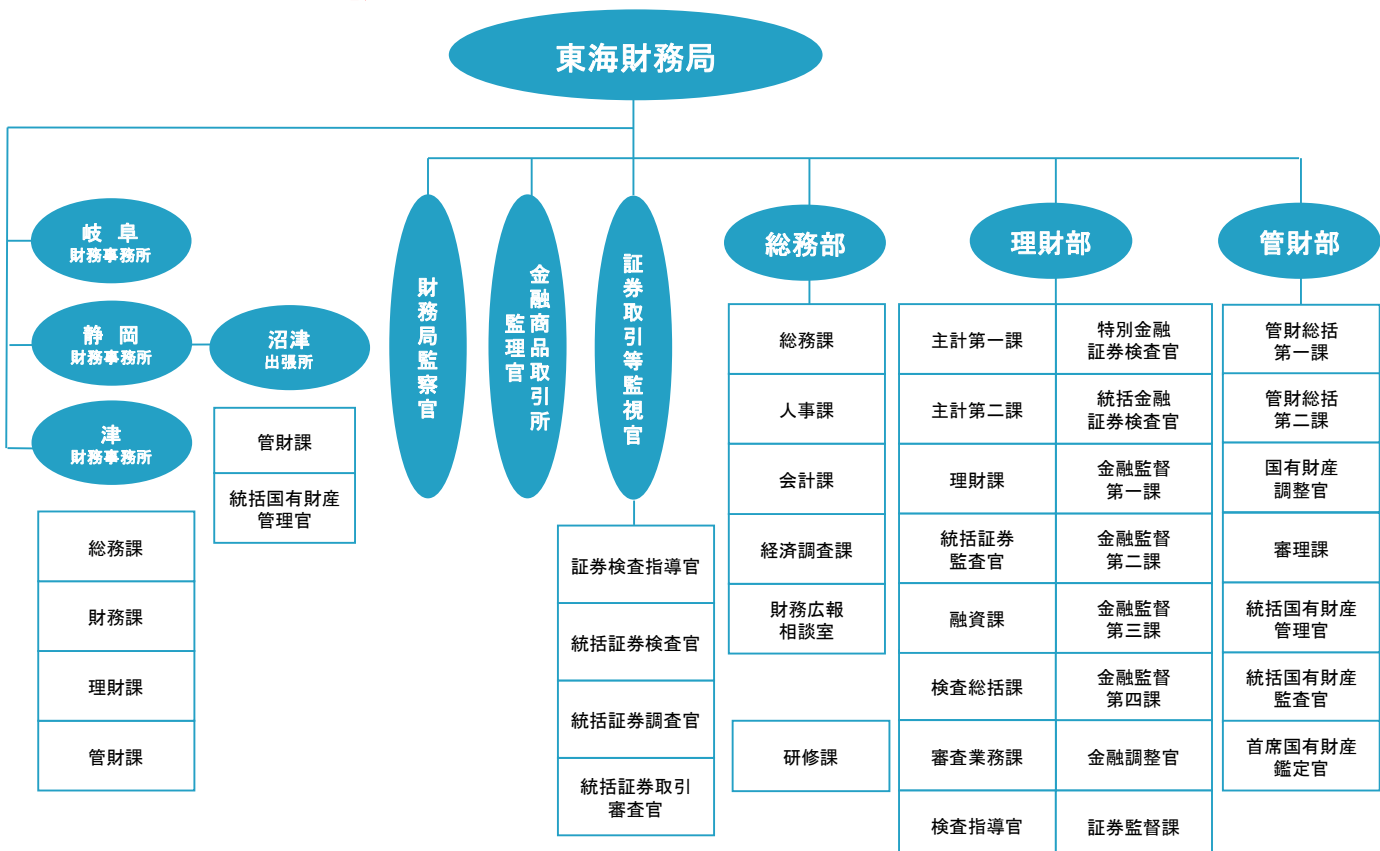 東海財務局
岐 阜
財務事務所
静 岡
財務事務所
津
財務事務所
総務課
財務課
理財課
管財課
沼津
出張所
管財課
統括国有財産
管理官
財務局監察官
金融商品取引所
監理官
証券取引等監視官
証券検査指導官
統括証券検査官
統括証券調査官
統括証券取引
審査官
総務部
総務課
人事課
会計課
経済調査課
財務広報
相談室
研修課
理財部
主計第一課
主計第二課
理財課
統括証券
監査官
融資課
検査総括課
審査業務課
検査指導官
特別金融
証券検査官
統括金融
証券検査官
金融監督
第一課
金融監督
第二課
金融監督
第三課
金融監督
第四課
金融調整官
証券監督課
管財部
管財総括
第一課
管財総括
第二課
国有財産
調整官
審理課
統括国有財産
管理官
統括国有財産
監査官
首席国有財産
鑑定官